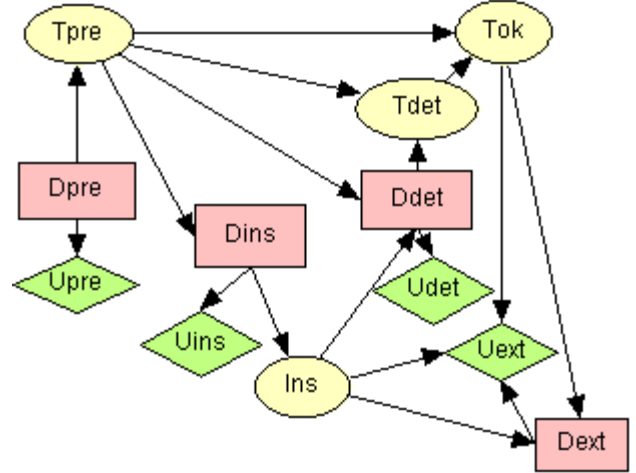 Tpre
Tok
Tdet
Dpre
Ddet
Dins
Upre
Udet
Uins
Uext
Ins
Dext